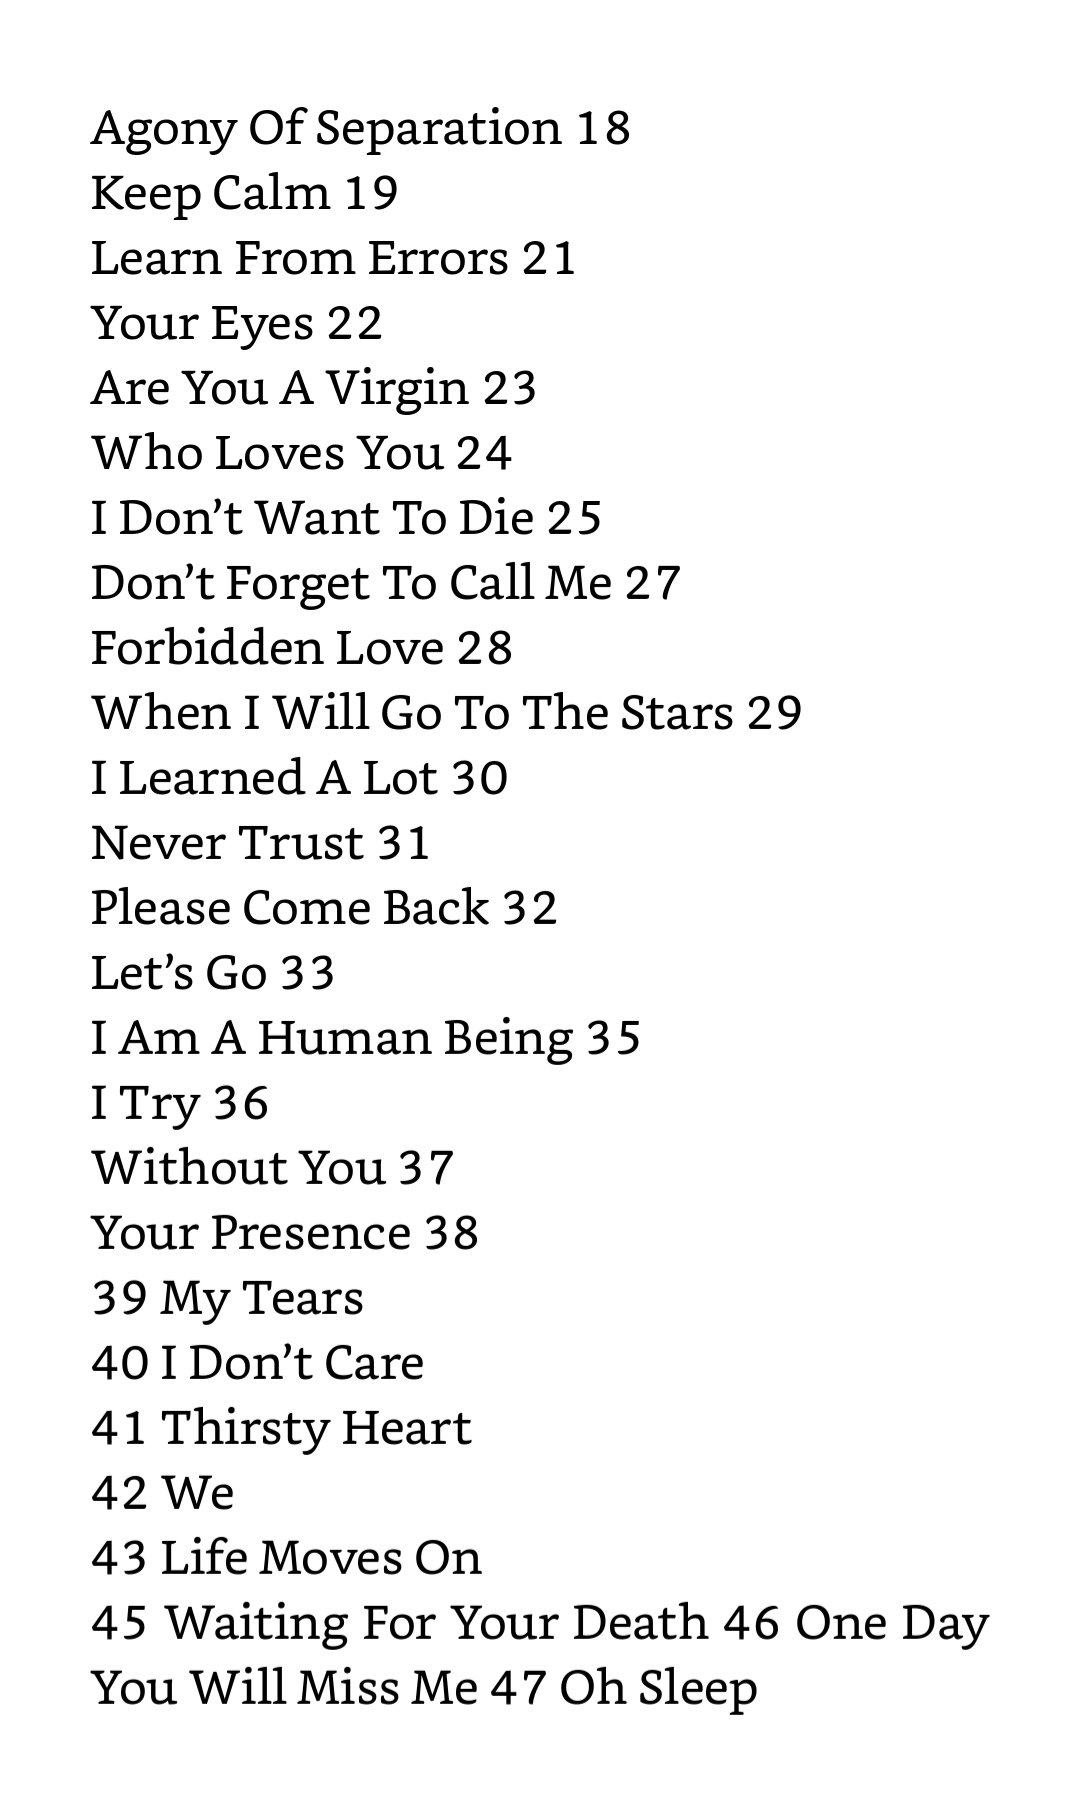 Agony Of Separation 18
Keep Calm 19
Learn From Errors 21
Your Eyes 22
Are You A Virgin 23
Who Loves You 24
I Don’t Want To Die 25
Don’t Forget To Call Me 27
Forbidden Love 28
When I Will Go To The Stars 29
I Learned A Lot 30
Never Trust 31
Please Come Back 32
Let’s Go 33
I Am A Human Being 35
I Try 36
Without You 37
Your Presence 38
39 My Tears
40 I Don’t Care
41 Thirsty Heart
42 We
43 Life Moves On
45 Waiting For Your Death 46 One Day
You Will Miss Me 47 Oh Sleep